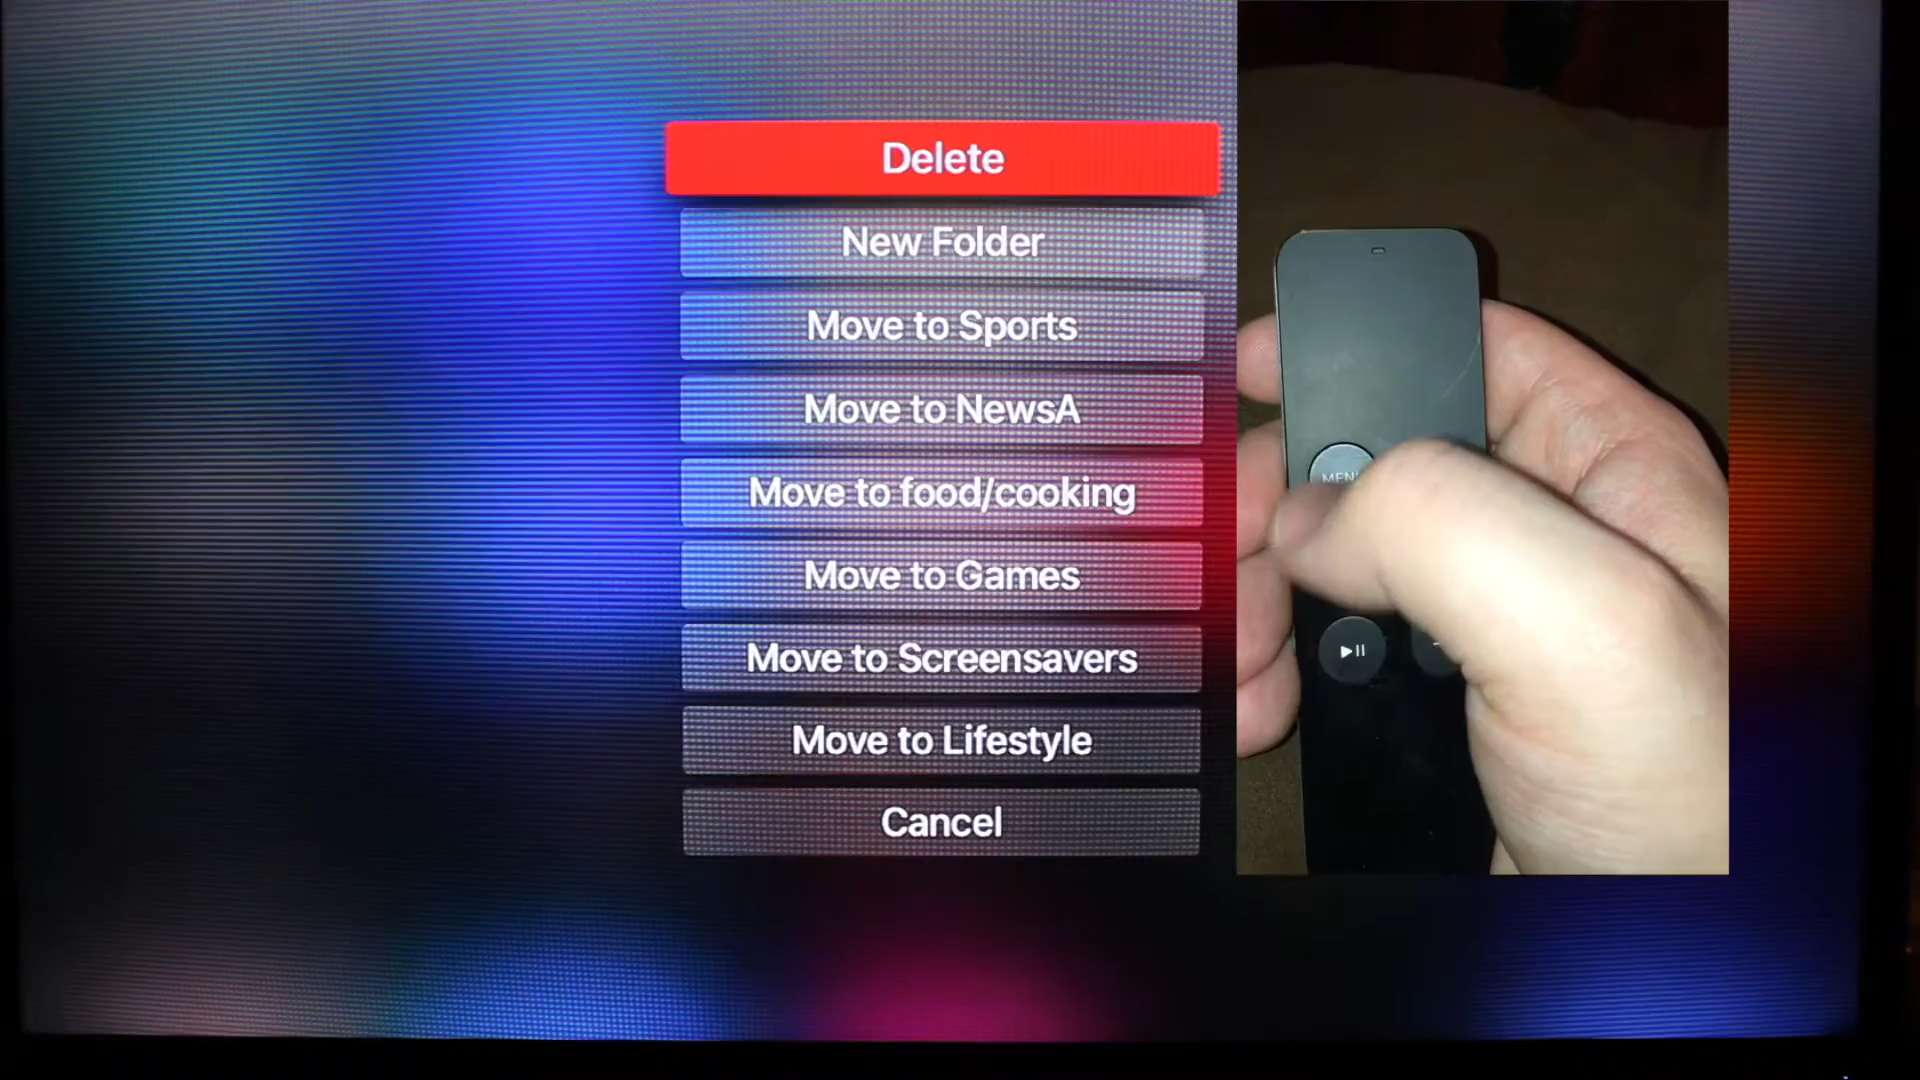 Delete
New Folder
Move to Sports
Move to NewsA
Move to food/cooking
Move to Games
Move to Screensavers
Move to Lifestyle
Cancel